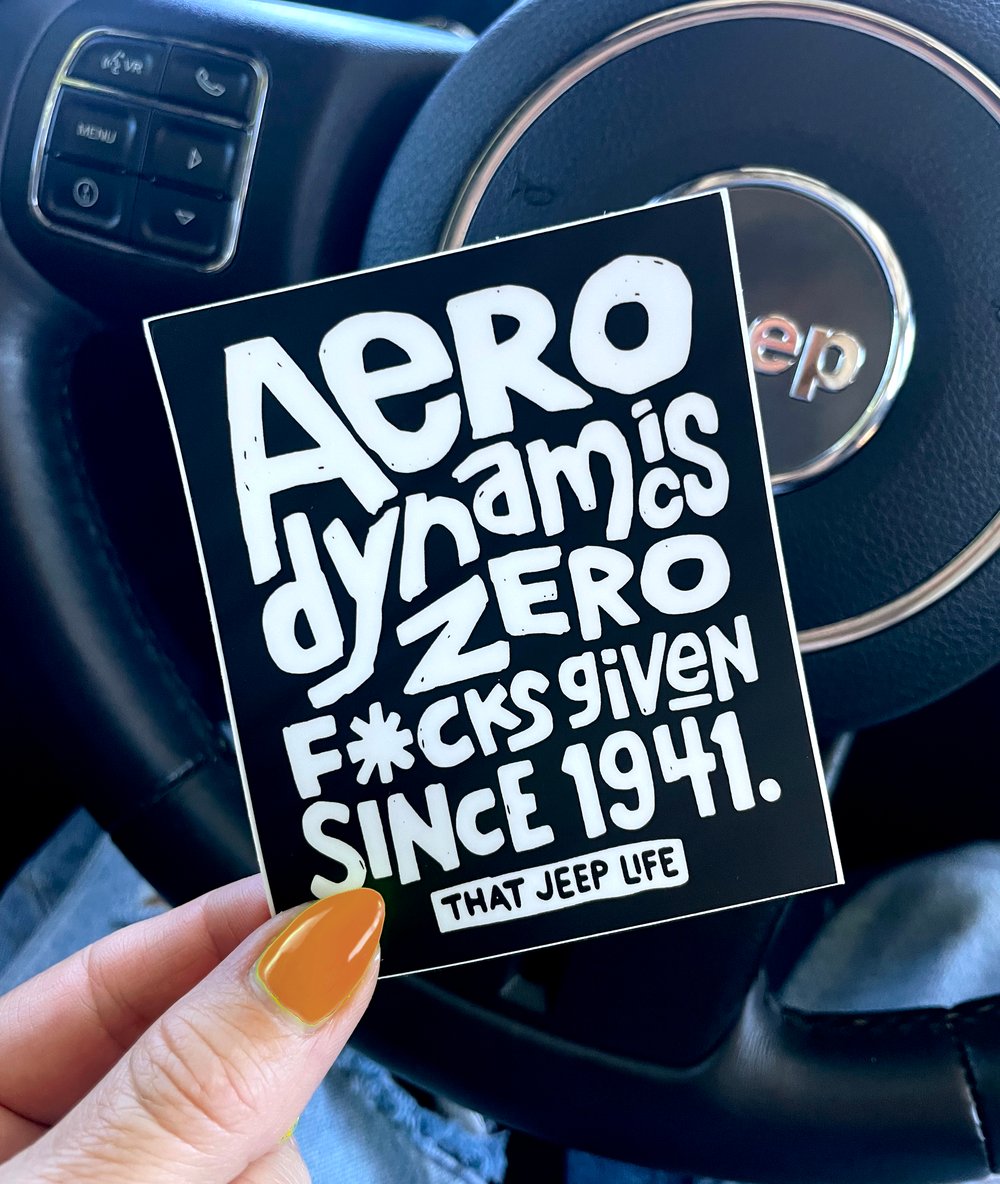 VR
MENU
eep
AeRO
dynamics
ZERO
F*CKS given
SINCE 1941.
THAT JEEP LIFE